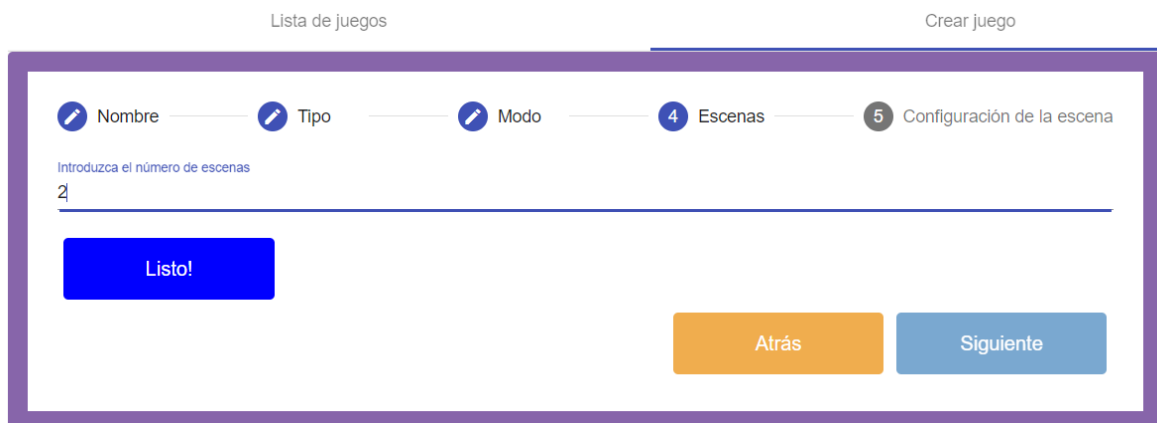 Lista de juegos Crear juego
Nombre Tipo Modo 4 Escenas 5 Configuración de la escena
Introduzca el número de escenas
2
Listo!
Atrás Siguiente